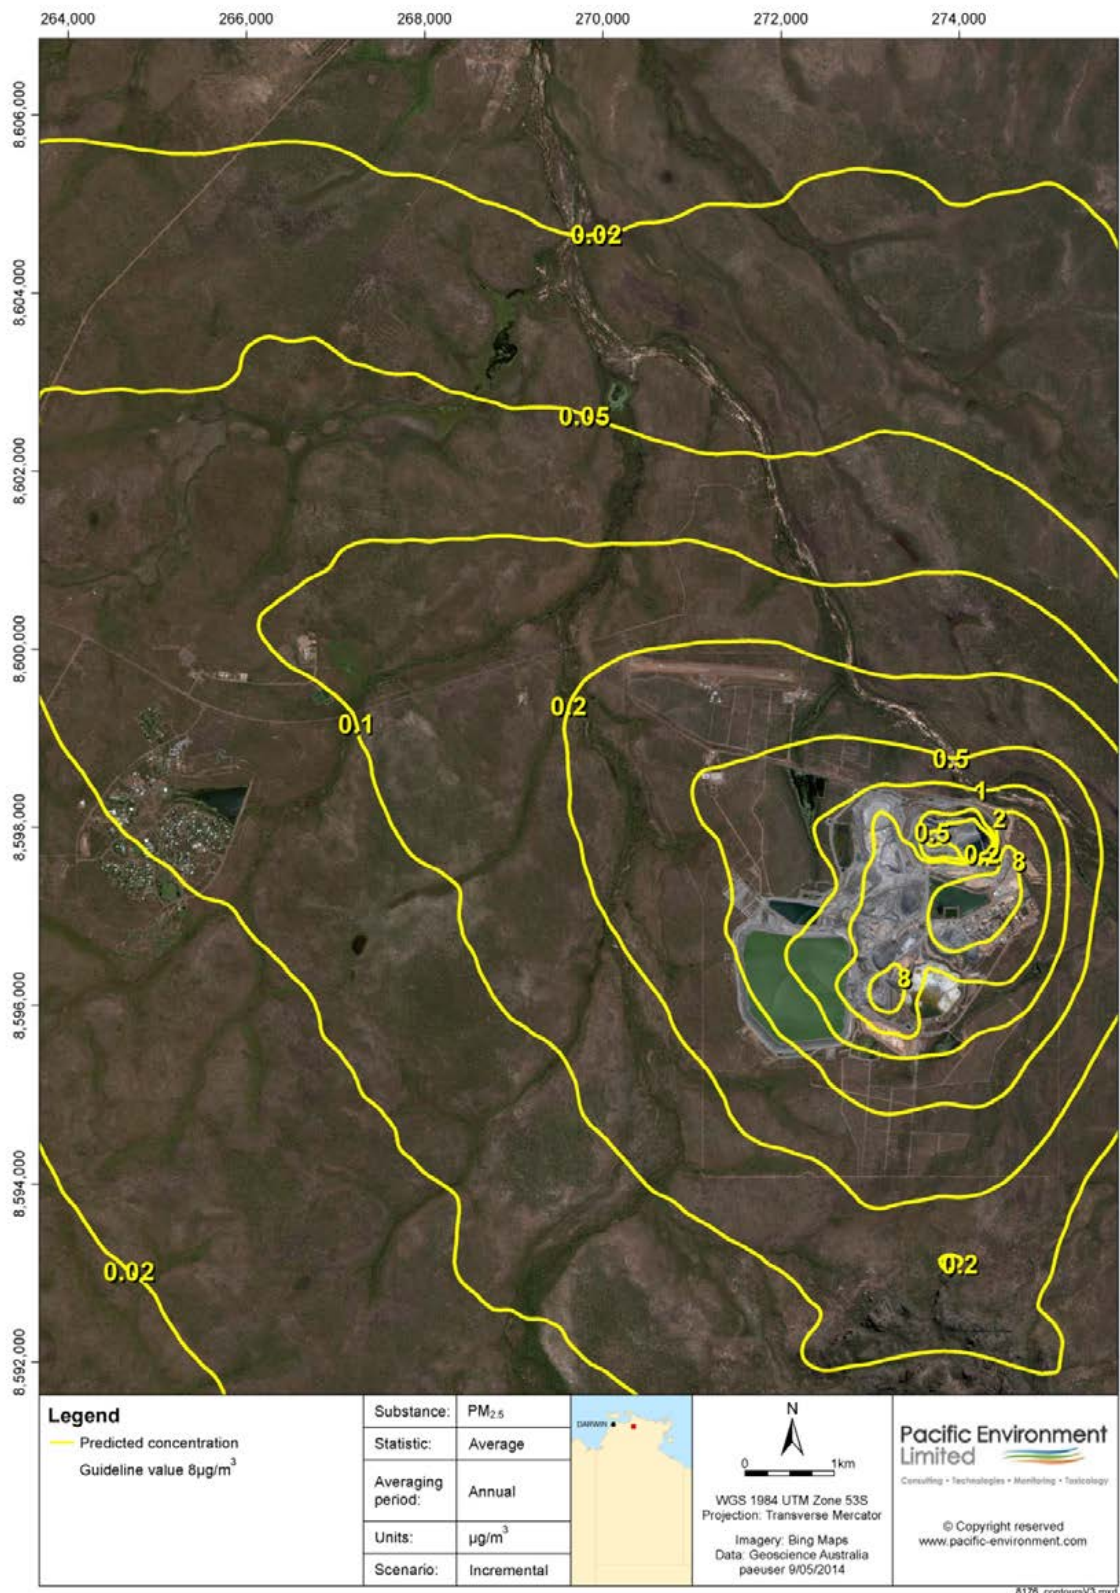 264,000 266,000 268,000 270,000 272,000 274,000
8,606,000
8,604,000
8,602,000
8,600,000
8,598,000
8,596,000
8,594,000
8,592,000
0.02
0.05
0.1
0.2
0.5
1
2
0.5
0.2
8
8
0.02
0.2
Legend
Predicted concentration
Guideline value 8µg/m³
Substance: PM2.5
Statistic: Average
Averaging period: Annual
Units: µg/m³
Scenario: Incremental
DARWIN
N
0 1km
WGS 1984 UTM Zone 53S
Projection: Transverse Mercator
Imagery: Bing Maps
Data: Geoscience Australia
paeuser 9/05/2014
Pacific Environment
Limited
Consulting • Technologies • Monitoring • Toxicology
© Copyright reserved
www.pacific-environment.com
8176_contoursV3.mxd